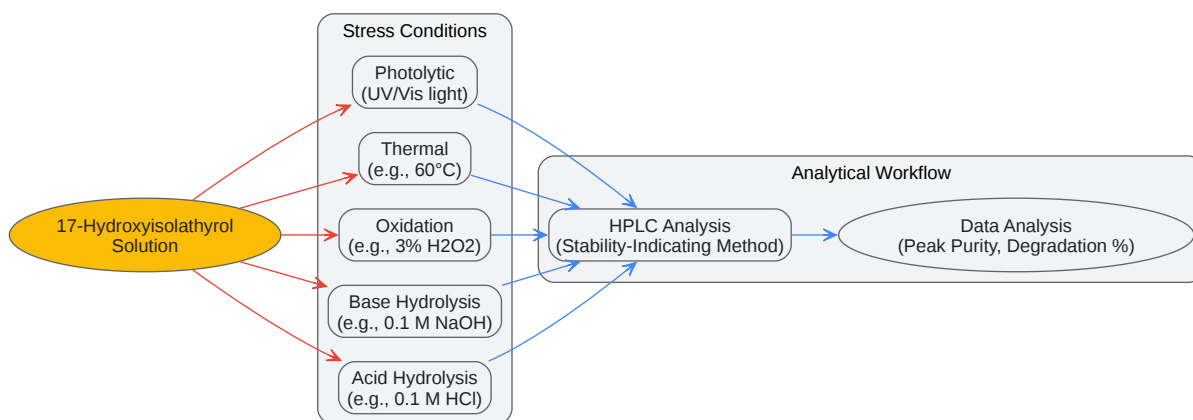 Stress Conditions
Photolytic
(UV/Vis light)
Thermal
(e.g., 60°C)
Analytical Workflow
17-Hydroxyisolathyrol
Solution
Oxidation
(e.g., 3% H2O2)
HPLC Analysis
(Stability-Indicating Method)
Data Analysis
(Peak Purity, Degradation %)
Base Hydrolysis
(e.g., 0.1 M NaOH)
Acid Hydrolysis
(e.g., 0.1 M HCl)